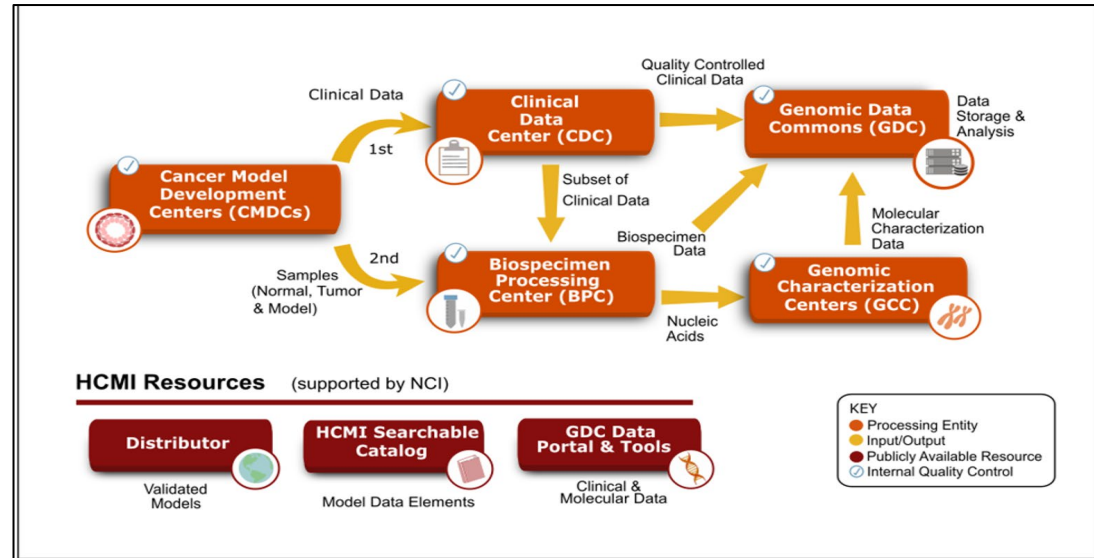 Quality Controlled
Clinical Data
Clinical Data
1st
Clinical
Data
Center (CDC)
Genomic Data
Commons (GDC)
Data
Storage &
Analysis
Cancer Model
Development
Centers (CMDCs)
Subset of
Clinical Data
Biospecimen
Data
Molecular
Characterization
Data
2nd
Samples
(Normal, Tumor
& Model)
Biospecimen
Processing
Center (BPC)
Nucleic
Acids
Genomic
Characterization
Centers (GCC)
HCMI Resources (supported by NCI)
Distributor
Validated
Models
HCMI Searchable
Catalog
Model Data Elements
GDC Data
Portal & Tools
Clinical &
Molecular Data
KEY
Processing Entity
Input/Output
Publicly Available Resource
Internal Quality Control